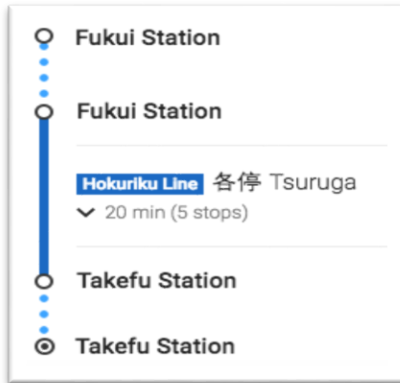 Fukui Station
Fukui Station
Hokuriku Line 各停 Tsuruga
20 min (5 stops)
Takefu Station
Takefu Station